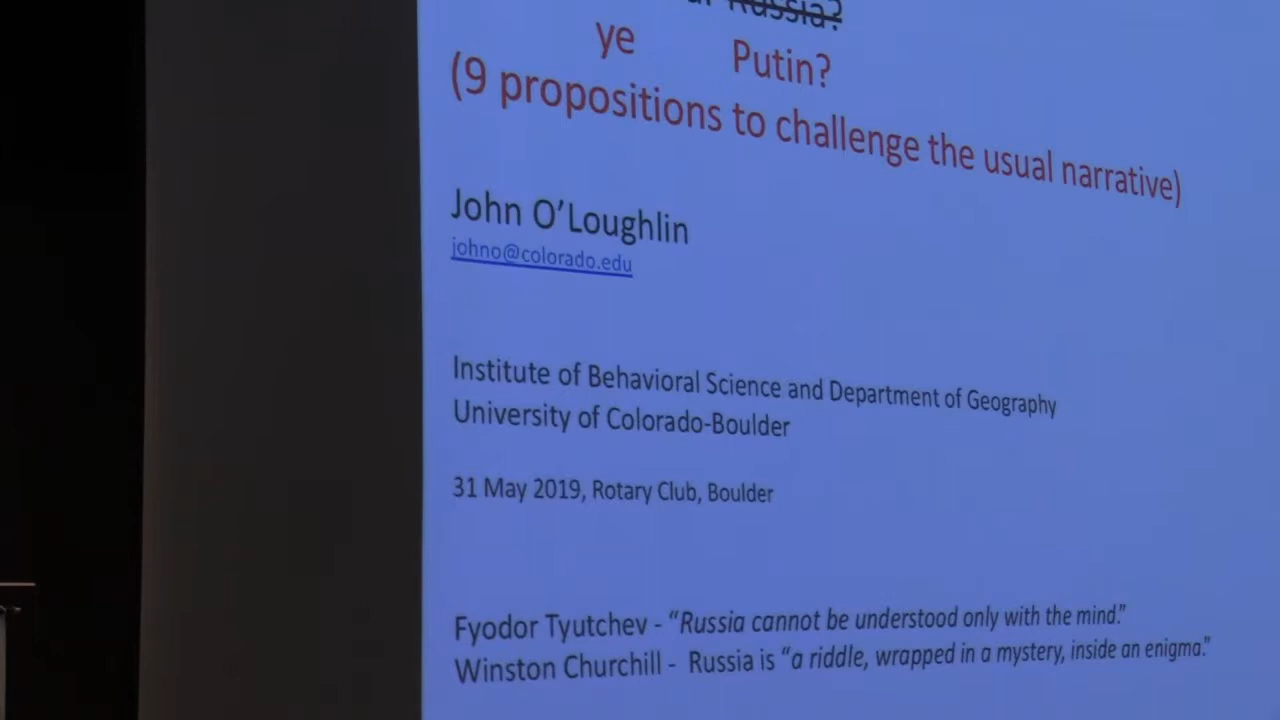 Russia?
ye Putin?
(9 propositions to challenge the usual narrative)
John O’Loughlin
johno@colorado.edu
Institute of Behavioral Science and Department of Geography
University of Colorado-Boulder
31 May 2019, Rotary Club, Boulder
Fyodor Tyutchev - “Russia cannot be understood only with the mind.”
Winston Churchill - Russia is “a riddle, wrapped in a mystery, inside an enigma.”